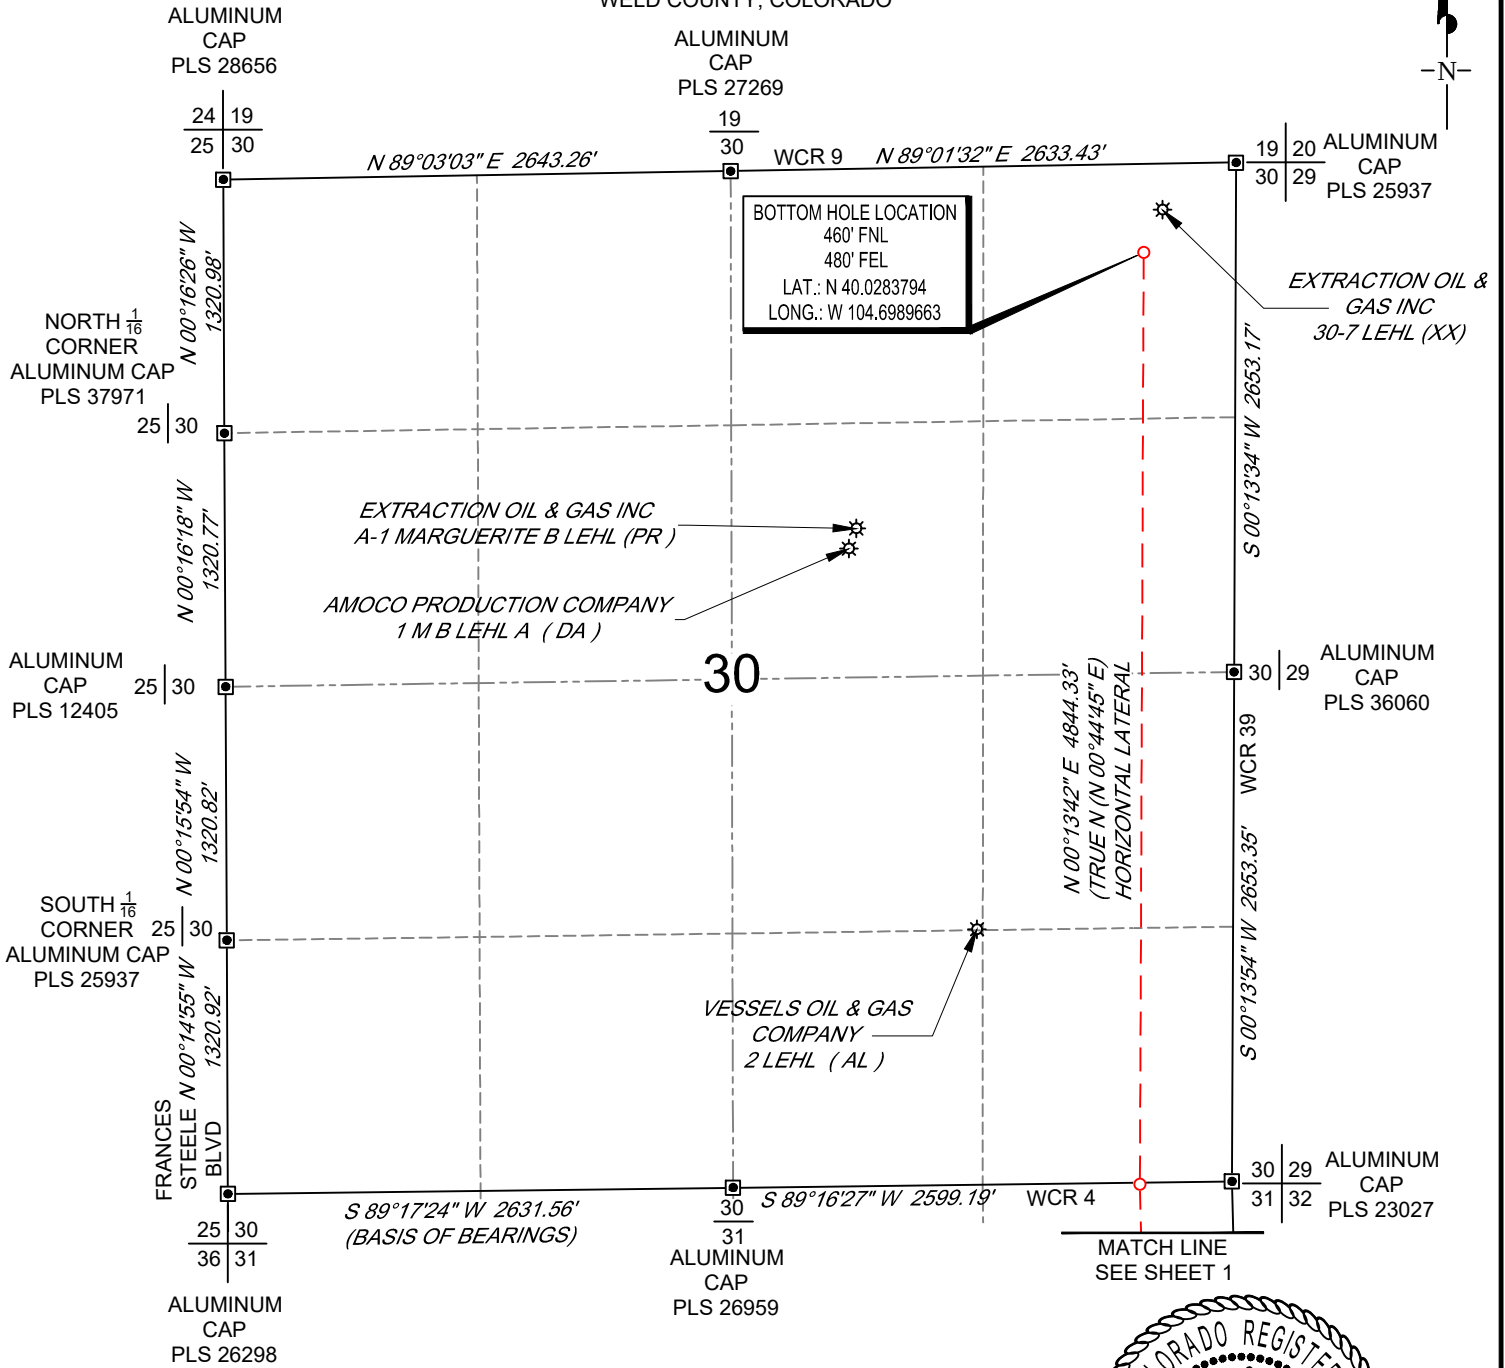 WELD COUNTY, COLORADO
ALUMINUM
CAP
PLS 28656
ALUMINUM
CAP
PLS 27269
-N-
24 19
25 30
19
30
19 20
30 29
ALUMINUM
CAP
PLS 25937
N 89°03'03" E 2643.26'
WCR 9
N 89°01'32" E 2633.43'
BOTTOM HOLE LOCATION
460' FNL
480' FEL
LAT.: N 40.0283794
LONG.: W 104.6989663
EXTRACTION OIL &
GAS INC
30-7 LEHL (XX)
N 00°16'26" W
1320.98'
NORTH 1/16
CORNER
ALUMINUM CAP
PLS 37971
25 30
S 00°13'34" W 2653.17'
EXTRACTION OIL & GAS INC
A-1 MARGUERITE B LEHL (PR )
N 00°16'18" W
1320.77'
AMOCO PRODUCTION COMPANY
1 M B LEHL A ( DA )
ALUMINUM
CAP
PLS 12405
25 30
30
30 29
ALUMINUM
CAP
PLS 36060
N 00°13'42" E 4844.33'
(TRUE N (N 00°44'45" E)
HORIZONTAL LATERAL
WCR 39
N 00°15'54" W
1320.82'
SOUTH 1/16
CORNER
ALUMINUM CAP
PLS 25937
25 30
S 00°13'54" W 2653.35'
VESSELS OIL & GAS
COMPANY
2 LEHL ( AL )
N 00°14'55" W
1320.92'
FRANCES
STEELE
BLVD
S 89°17'24" W 2631.56'
(BASIS OF BEARINGS)
S 89°16'27" W 2599.19'
WCR 4
30 29
31 32
ALUMINUM
CAP
PLS 23027
25 30
36 31
30
31
ALUMINUM
CAP
PLS 26959
MATCH LINE
SEE SHEET 1
ALUMINUM
CAP
PLS 26298